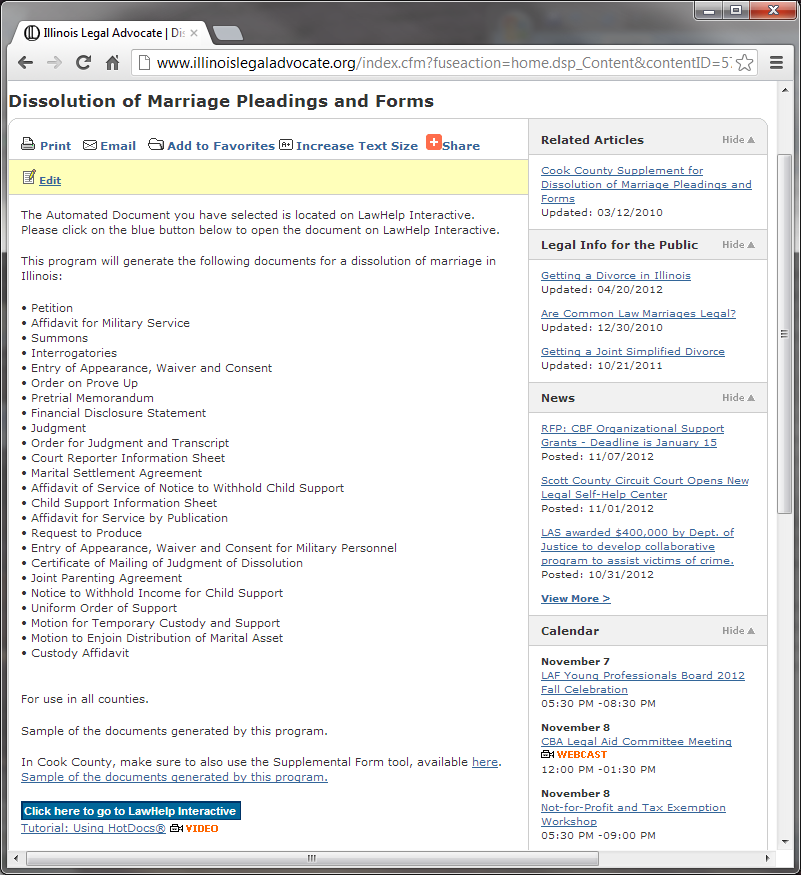 Illinois Legal Advocate | Dis
www.illinoislegaladvocate.org/index.cfm?fuseaction=home.dsp_Content&contentID=57
Dissolution of Marriage Pleadings and Forms
Print Email Add to Favorites A+ Increase Text Size Share
Edit
The Automated Document you have selected is located on LawHelp Interactive.
Please click on the blue button below to open the document on LawHelp Interactive.
This program will generate the following documents for a dissolution of marriage in
Illinois:
• Petition
• Affidavit for Military Service
• Summons
• Interrogatories
• Entry of Appearance, Waiver and Consent
• Order on Prove Up
• Pretrial Memorandum
• Financial Disclosure Statement
• Judgment
• Order for Judgment and Transcript
• Court Reporter Information Sheet
• Marital Settlement Agreement
• Affidavit of Service of Notice to Withhold Child Support
• Child Support Information Sheet
• Affidavit for Service by Publication
• Request to Produce
• Entry of Appearance, Waiver and Consent for Military Personnel
• Certificate of Mailing of Judgment of Dissolution
• Joint Parenting Agreement
• Notice to Withhold Income for Child Support
• Uniform Order of Support
• Motion for Temporary Custody and Support
• Motion to Enjoin Distribution of Marital Asset
• Custody Affidavit
For use in all counties.
Sample of the documents generated by this program.
In Cook County, make sure to also use the Supplemental Form tool, available here.
Sample of the documents generated by this program.
Click here to go to LawHelp Interactive
Tutorial: Using HotDocs® VIDEO
Related Articles Hide
Cook County Supplement for
Dissolution of Marriage Pleadings and
Forms
Updated: 03/12/2010
Legal Info for the Public Hide
Getting a Divorce in Illinois
Updated: 04/20/2012
Are Common Law Marriages Legal?
Updated: 12/30/2010
Getting a Joint Simplified Divorce
Updated: 10/21/2011
News Hide
RFP: CBF Organizational Support
Grants - Deadline is January 15
Posted: 11/07/2012
Scott County Circuit Court Opens New
Legal Self-Help Center
Posted: 11/01/2012
LAS awarded $400,000 by Dept. of
Justice to develop collaborative
program to assist victims of crime.
Posted: 10/31/2012
View More >
Calendar Hide
November 7
LAF Young Professionals Board 2012
Fall Celebration
05:30 PM -08:30 PM
November 8
CBA Legal Aid Committee Meeting
WEBCAST
12:00 PM -01:30 PM
November 8
Not-for-Profit and Tax Exemption
Workshop
05:30 PM -09:00 PM